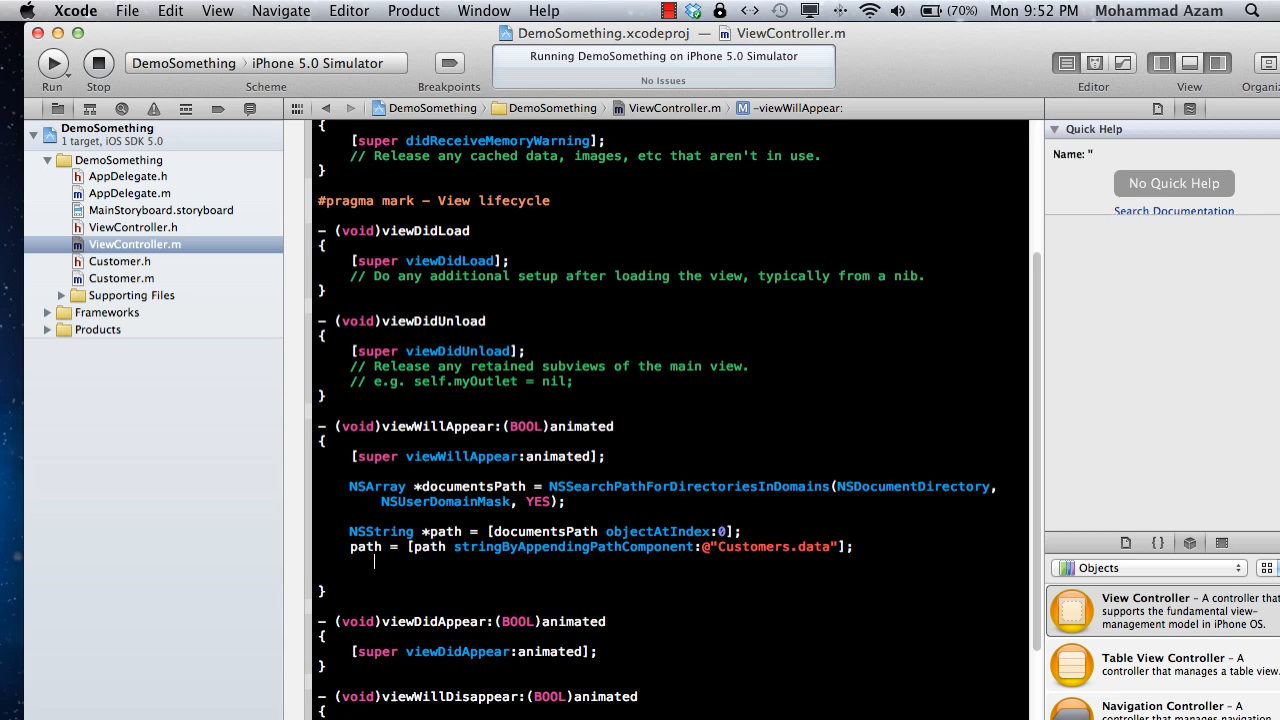 Xcode File Edit View Navigate Editor Product Window Help (70%) Mon 9:52 PM Mohammad Azam
DemoSomething.xcodeproj — ViewController.m
DemoSomething iPhone 5.0 Simulator
Running DemoSomething on iPhone 5.0 Simulator
No Issues
Run Stop Scheme Breakpoints Editor View Organiz
DemoSomething DemoSomething ViewController.m -viewWillAppear:
DemoSomething
1 target, iOS SDK 5.0
DemoSomething
AppDelegate.h
AppDelegate.m
MainStoryboard.storyboard
ViewController.h
ViewController.m
Customer.h
Customer.m
Supporting Files
Frameworks
Products
{
[super didReceiveMemoryWarning];
// Release any cached data, images, etc that aren't in use.
}
#pragma mark - View lifecycle
- (void)viewDidLoad
{
[super viewDidLoad];
// Do any additional setup after loading the view, typically from a nib.
}
- (void)viewDidUnload
{
[super viewDidUnload];
// Release any retained subviews of the main view.
// e.g. self.myOutlet = nil;
}
- (void)viewWillAppear:(BOOL)animated
{
[super viewWillAppear:animated];
NSArray *documentsPath = NSSearchPathForDirectoriesInDomains(NSDocumentDirectory,
NSUserDomainMask, YES);
NSString *path = [documentsPath objectAtIndex:0];
path = [path stringByAppendingPathComponent:@"Customers.data"];
}
- (void)viewDidAppear:(BOOL)animated
{
[super viewDidAppear:animated];
}
- (void)viewWillDisappear:(BOOL)animated
{
Quick Help
Name: "
No Quick Help
Search Documentation
Objects
View Controller – A controller that
supports the fundamental view-
management model in iPhone OS.
Table View Controller – A
controller that manages a table view.
Navigation Controller – A
controller that manages navigation